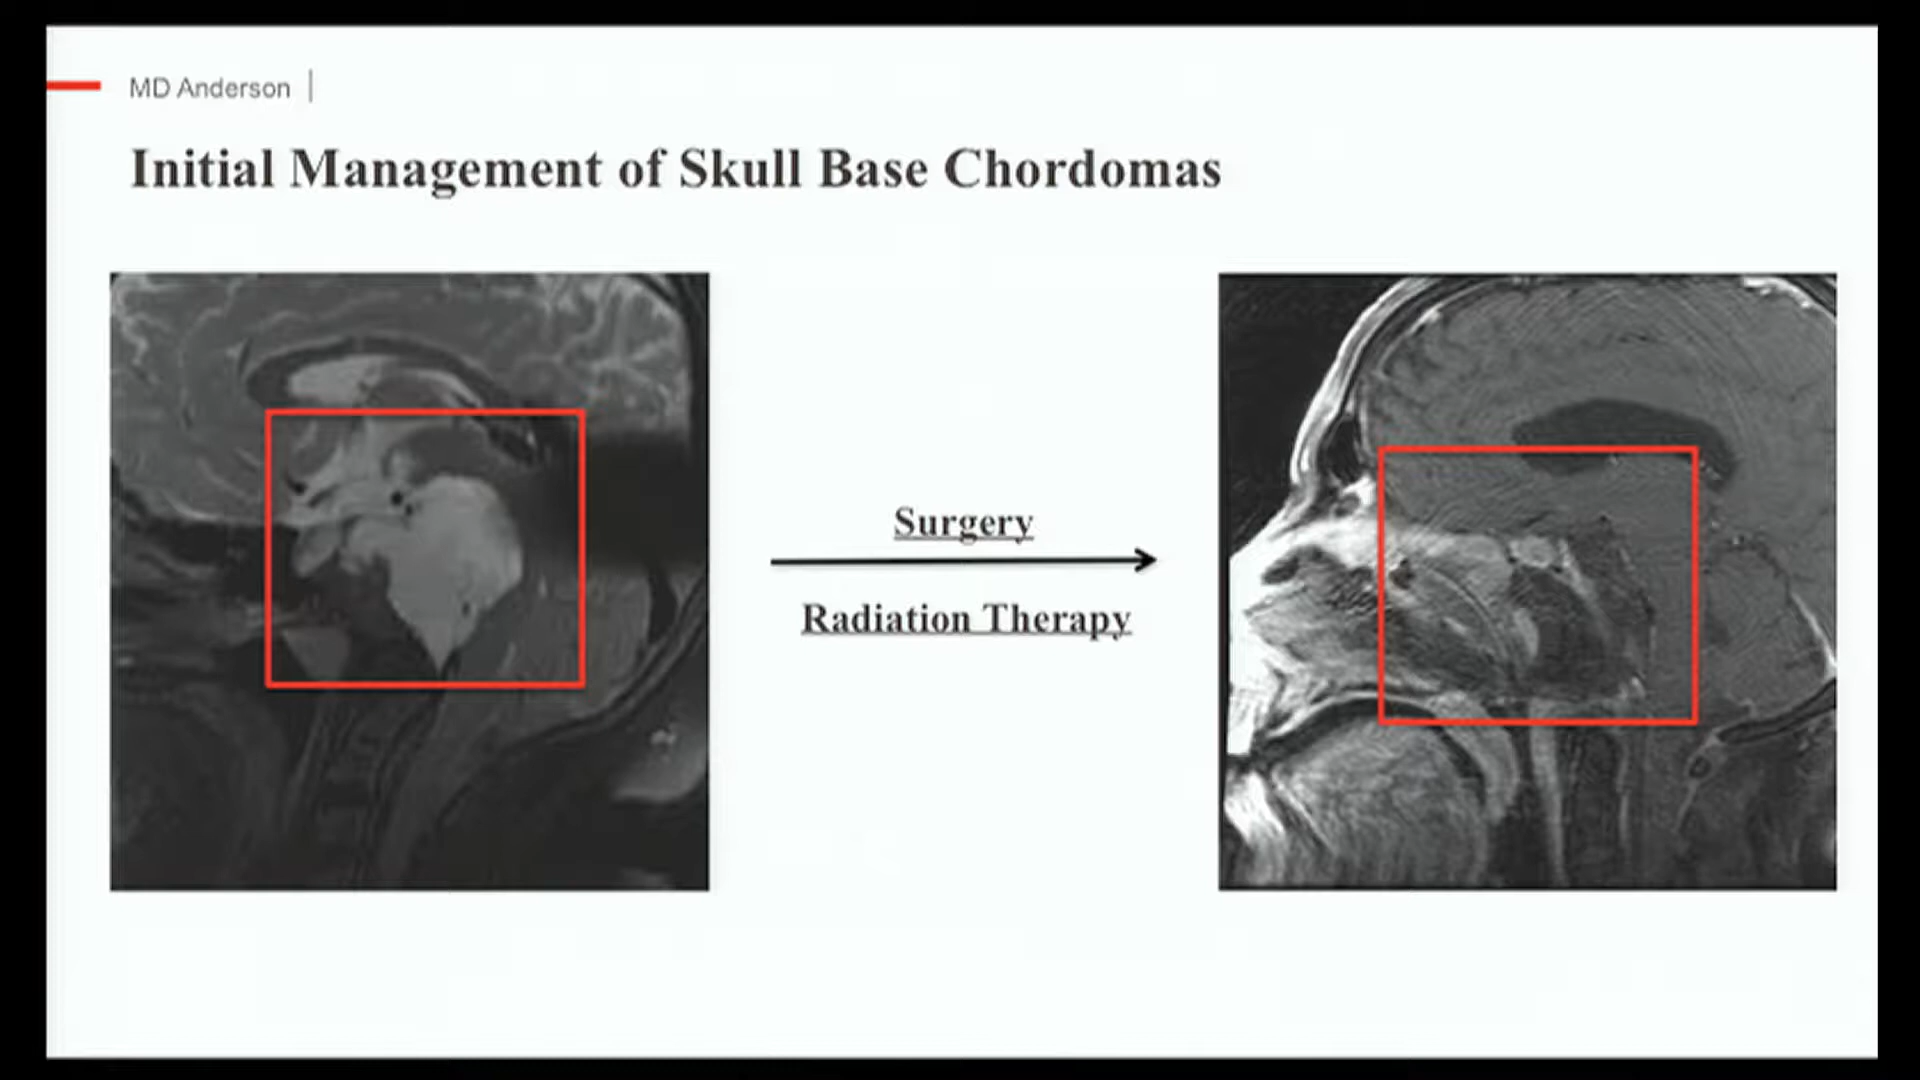 MD Anderson
Initial Management of Skull Base Chordomas
Surgery
Radiation Therapy